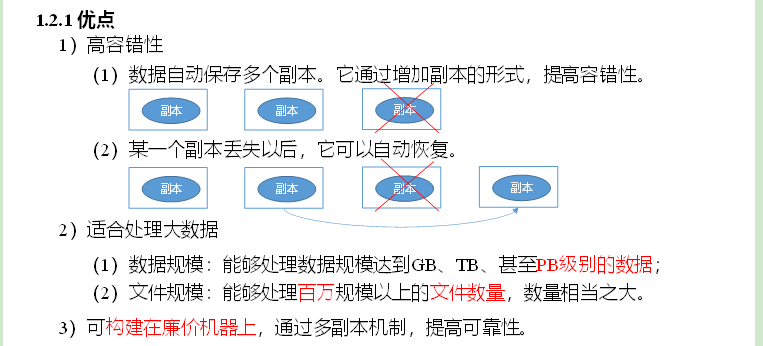 1.2.1 优点
1）高容错性
（1）数据自动保存多个副本。它通过增加副本的形式，提高容错性。
副本 副本 副本
（2）某一个副本丢失以后，它可以自动恢复。
副本 副本 副本 副本
2）适合处理大数据
（1）数据规模：能够处理数据规模达到GB、TB、甚至PB级别的数据；
（2）文件规模：能够处理百万规模以上的文件数量，数量相当之大。
3）可构建在廉价机器上，通过多副本机制，提高可靠性。